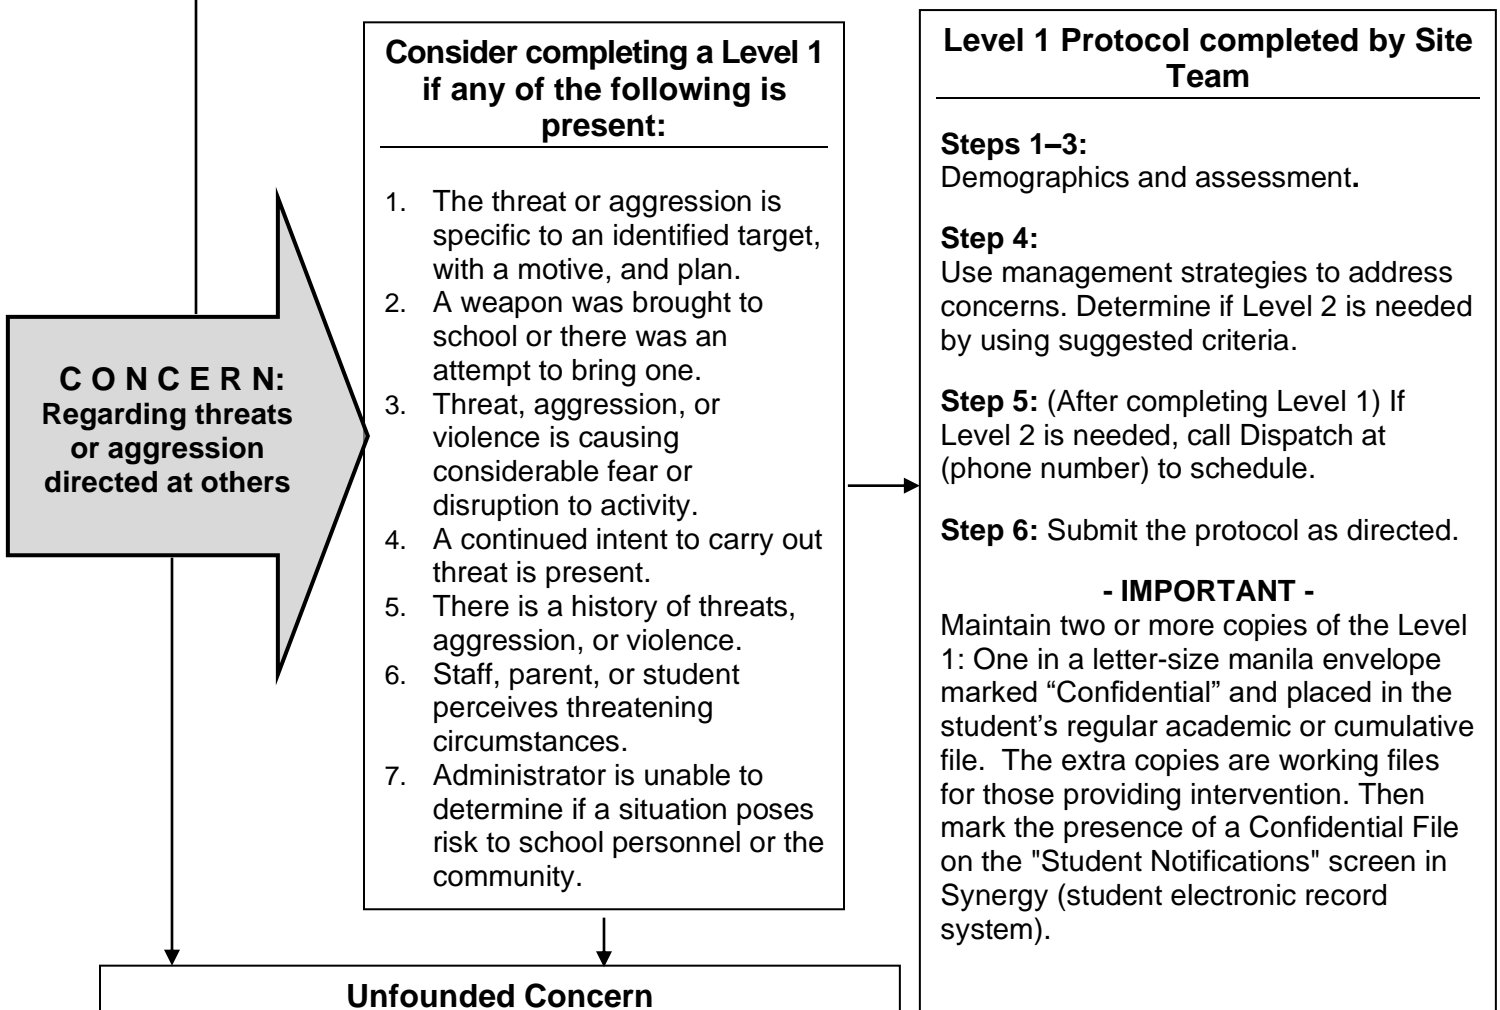 C O N C E R N:
Regarding threats
or aggression
directed at others
Consider completing a Level 1
if any of the following is
present:
1. The threat or aggression is
specific to an identified target,
with a motive, and plan.
2. A weapon was brought to
school or there was an
attempt to bring one.
3. Threat, aggression, or
violence is causing
considerable fear or
disruption to activity.
4. A continued intent to carry out
threat is present.
5. There is a history of threats,
aggression, or violence.
6. Staff, parent, or student
perceives threatening
circumstances.
7. Administrator is unable to
determine if a situation poses
risk to school personnel or the
community.
Level 1 Protocol completed by Site
Team
Steps 1–3:
Demographics and assessment.
Step 4:
Use management strategies to address
concerns. Determine if Level 2 is needed
by using suggested criteria.
Step 5: (After completing Level 1) If
Level 2 is needed, call Dispatch at
(phone number) to schedule.
Step 6: Submit the protocol as directed.
- IMPORTANT -
Maintain two or more copies of the Level
1: One in a letter-size manila envelope
marked “Confidential” and placed in the
student’s regular academic or cumulative
file.  The extra copies are working files
for those providing intervention. Then
mark the presence of a Confidential File
on the "Student Notifications" screen in
Synergy (student electronic record
system).
Unfounded Concern